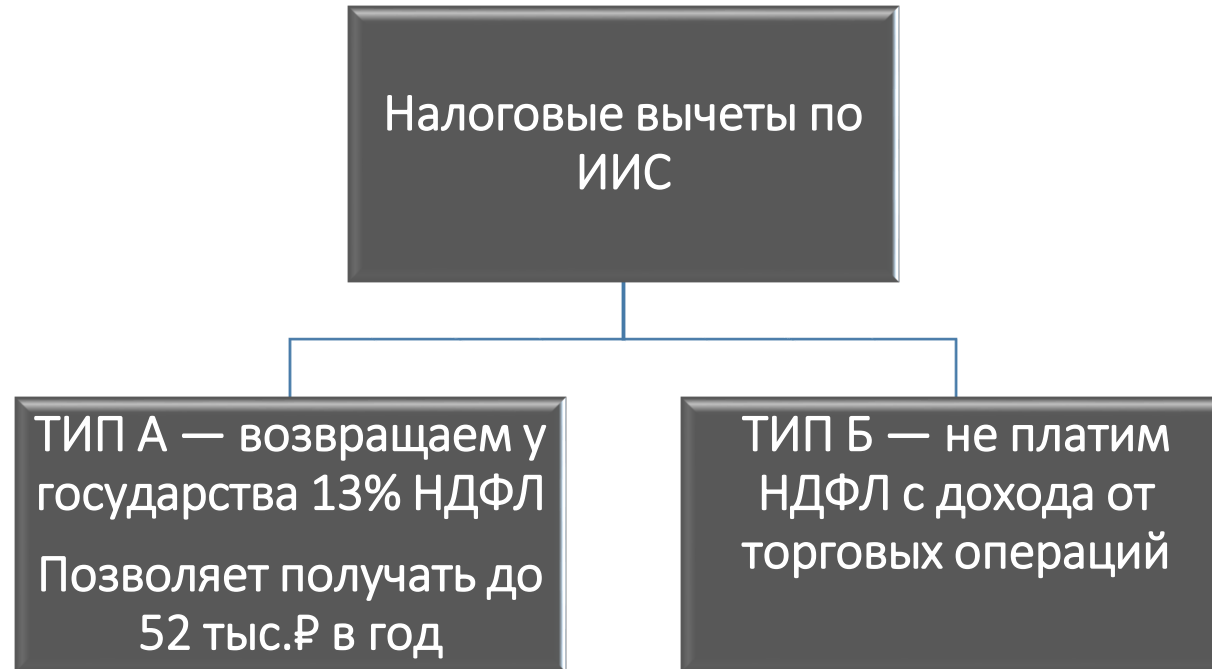 Налоговые вычеты по
ИИС
ТИП А — возвращаем у
государства 13% НДФЛ
Позволяет получать до
52 тыс.₽ в год
ТИП Б — не платим
НДФЛ с дохода от
торговых операций